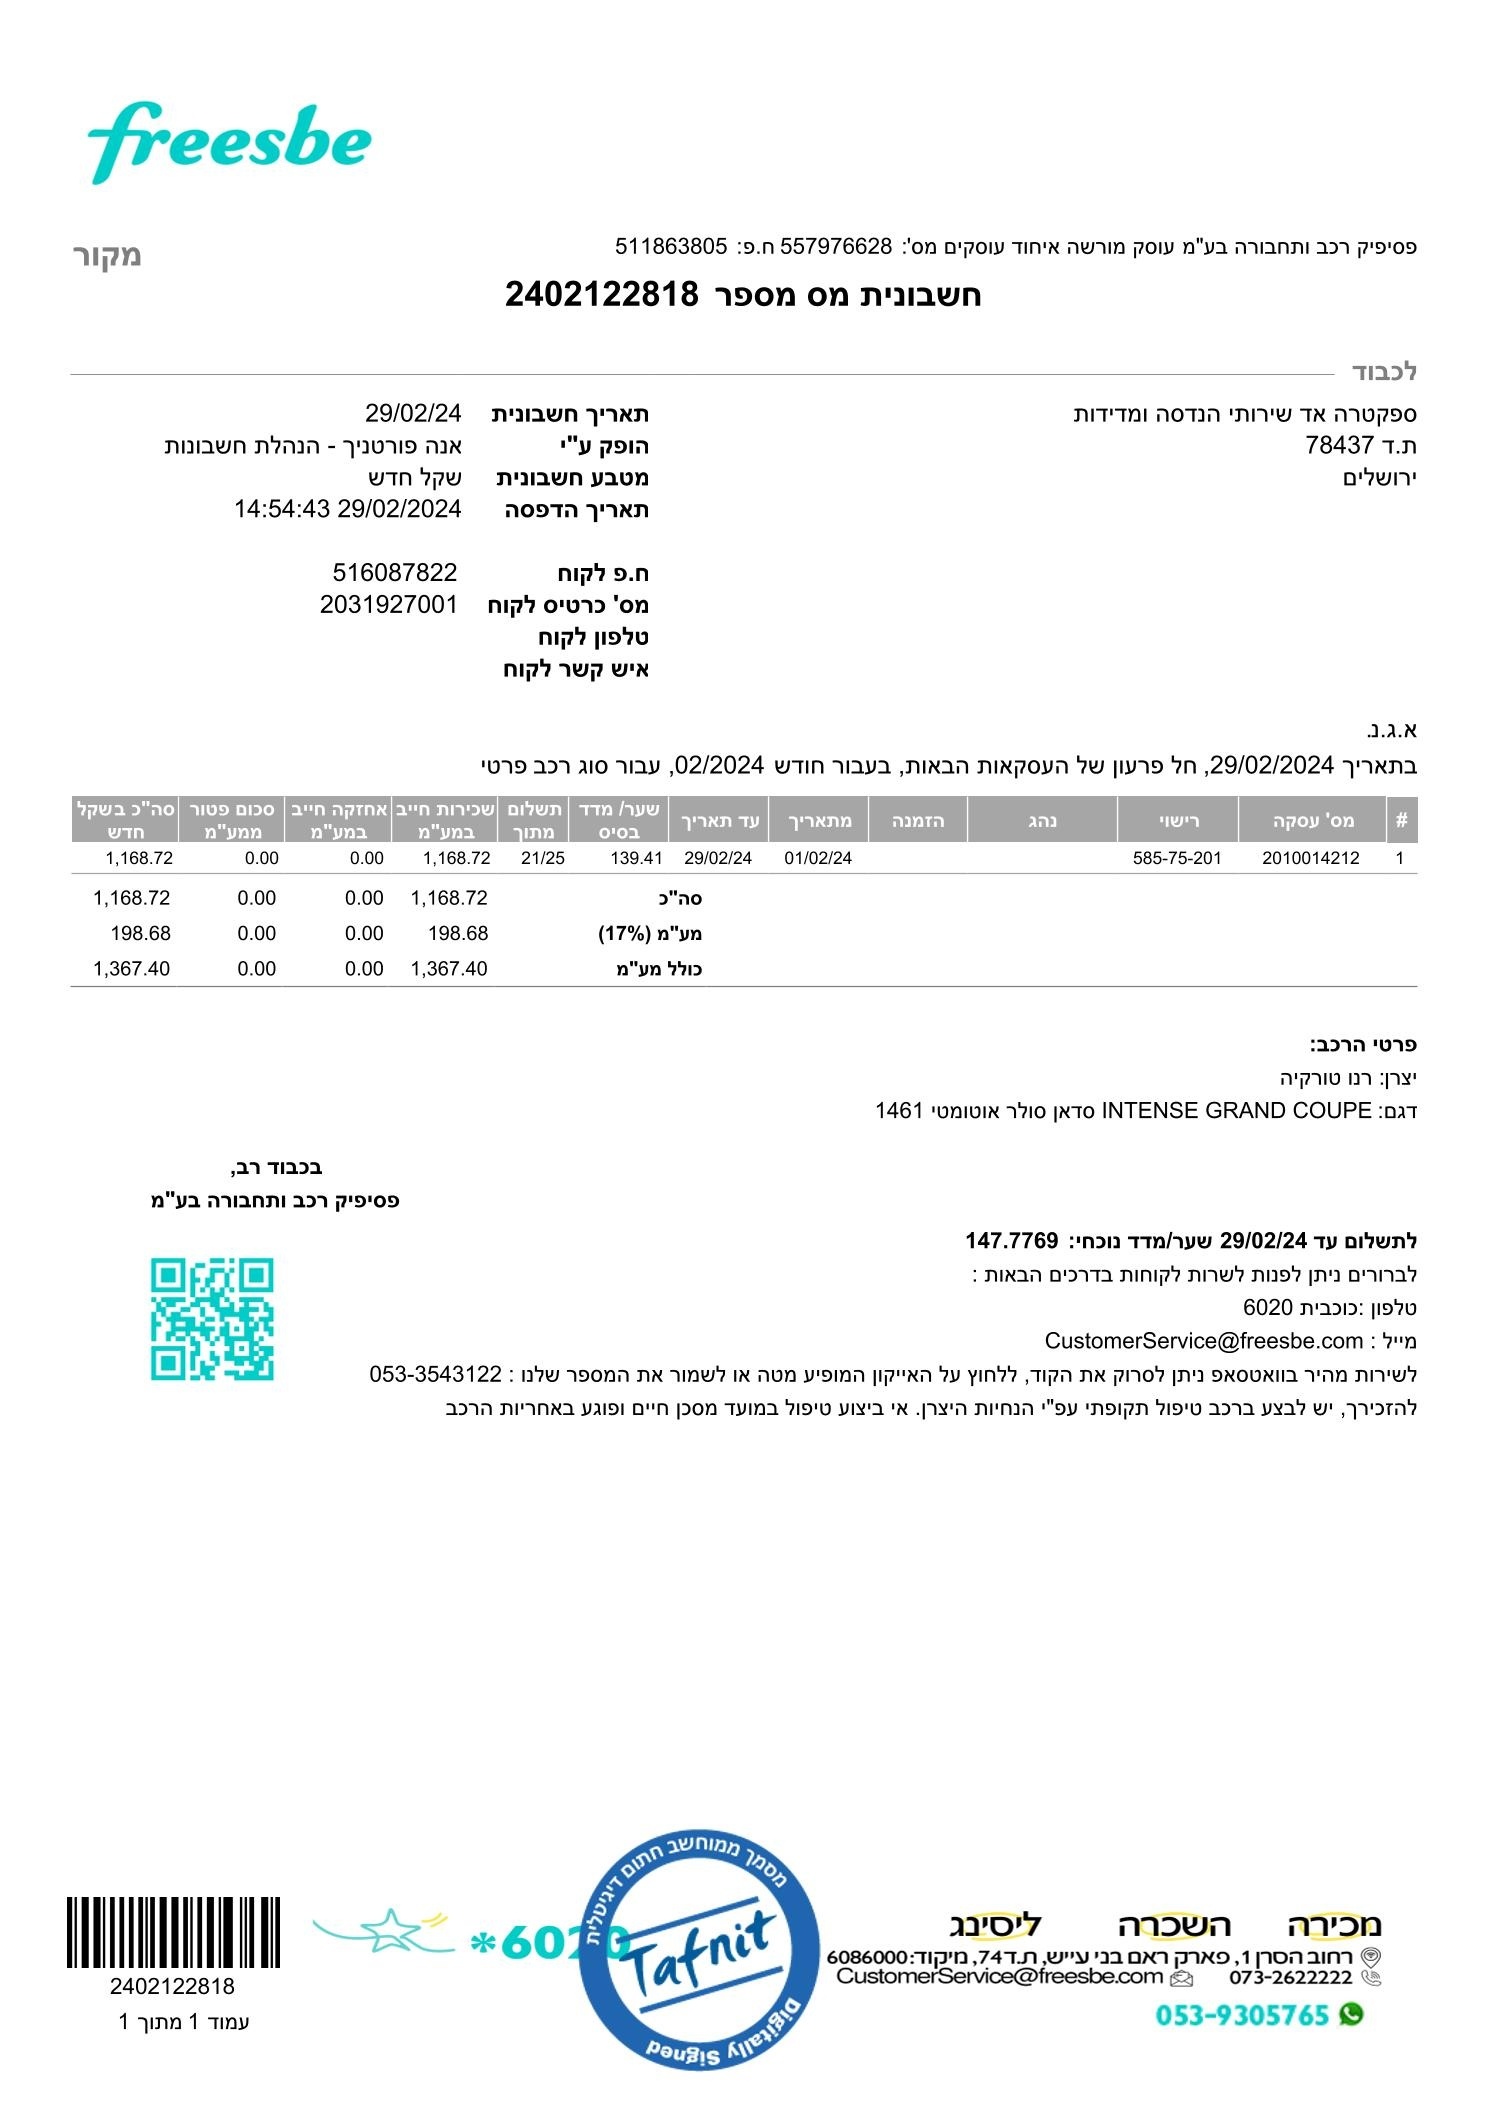 freesbe
פסיפיק רכב ותחבורה בע"מ עוסק מורשה איחוד עוסקים מס': 557976628 ח.פ: 511863805
מקור
חשבונית מס מספר 2402122818
לכבוד
ספקטרה אד שירותי הנדסה ומדידות
ת.ד 78437
ירושלים
תאריך חשבונית 29/02/24
הופק ע"י אנה פורטניך - הנהלת חשבונות
מטבע חשבונית שקל חדש
תאריך הדפסה 29/02/2024 14:54:43
ח.פ לקוח 516087822
מס' כרטיס לקוח 2031927001
טלפון לקוח
איש קשר לקוח
א.ג.נ.
בתאריך 29/02/2024, חל פרעון של העסקאות הבאות, בעבור חודש 02/2024, עבור סוג רכב פרטי
# מס' עסקה רישוי נהג הזמנה מתאריך עד תאריך שער/ מדד בסיס תשלום מתוך שכירות חייב במע"מ אחזקה חייב במע"מ סכום פטור ממע"מ סה"כ בשקל חדש
1 2010014212 585-75-201 01/02/24 29/02/24 139.41 21/25 1,168.72 0.00 0.00 1,168.72
סה"כ 1,168.72 0.00 0.00 1,168.72
מע"מ (17%) 198.68 0.00 0.00 198.68
כולל מע"מ 1,367.40 0.00 0.00 1,367.40
פרטי הרכב:
יצרן: רנו טורקיה
דגם: INTENSE GRAND COUPE סדאן סולר אוטומטי 1461
בכבוד רב,
פסיפיק רכב ותחבורה בע"מ
לתשלום עד 29/02/24 שער/מדד נוכחי: 147.7769
לברורים ניתן לפנות לשרות לקוחות בדרכים הבאות :
טלפון :כוכבית 6020
מייל : CustomerService@freesbe.com
לשירות מהיר בוואטסאפ ניתן לסרוק את הקוד, ללחוץ על האייקון המופיע מטה או לשמור את המספר שלנו : 053-3543122
להזכירך, יש לבצע ברכב טיפול תקופתי עפ"י הנחיות היצרן. אי ביצוע טיפול במועד מסכן חיים ופוגע באחריות הרכב
מכירה השכרה ליסינג
רחוב הסרן 1, פארק ראם בני עייש, ת.ד 74, מיקוד: 6086000
073-2622222 CustomerService@freesbe.com
053-9305765
מסמך ממוחשב חתום דיגיטלית
Tafnit
Digitally Signed
*6020
2402122818
עמוד 1 מתוך 1